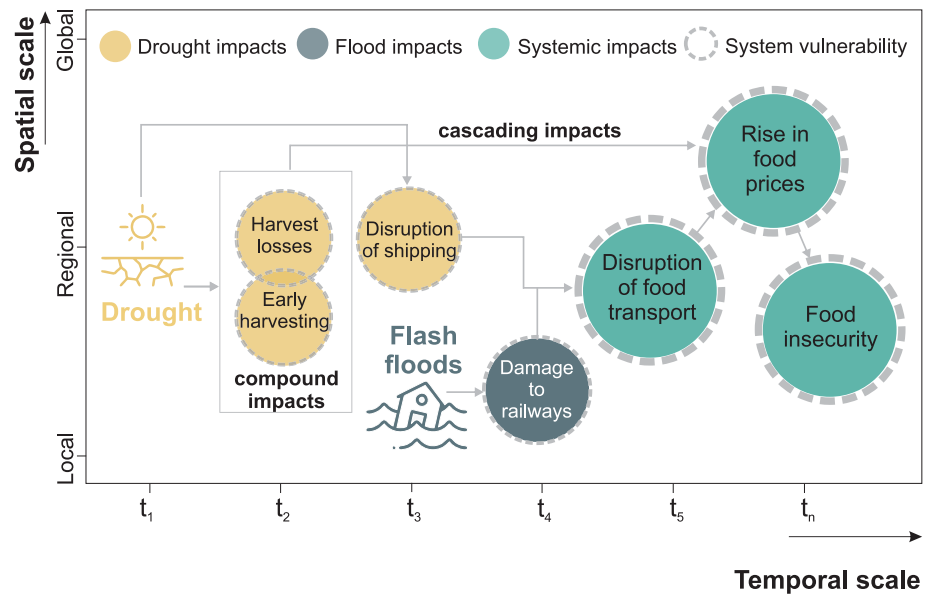 Spatial scale
Global
Regional
Local
Drought impacts
Flood impacts
Systemic impacts
System vulnerability
cascading impacts
Rise in
food
prices
Harvest
losses
Disruption
of shipping
Disruption
of food
transport
Early
harvesting
Drought
Food
insecurity
Flash
floods
Damage
to
railways
compound
impacts
t1
t2
t3
t4
t5
tn
Temporal scale